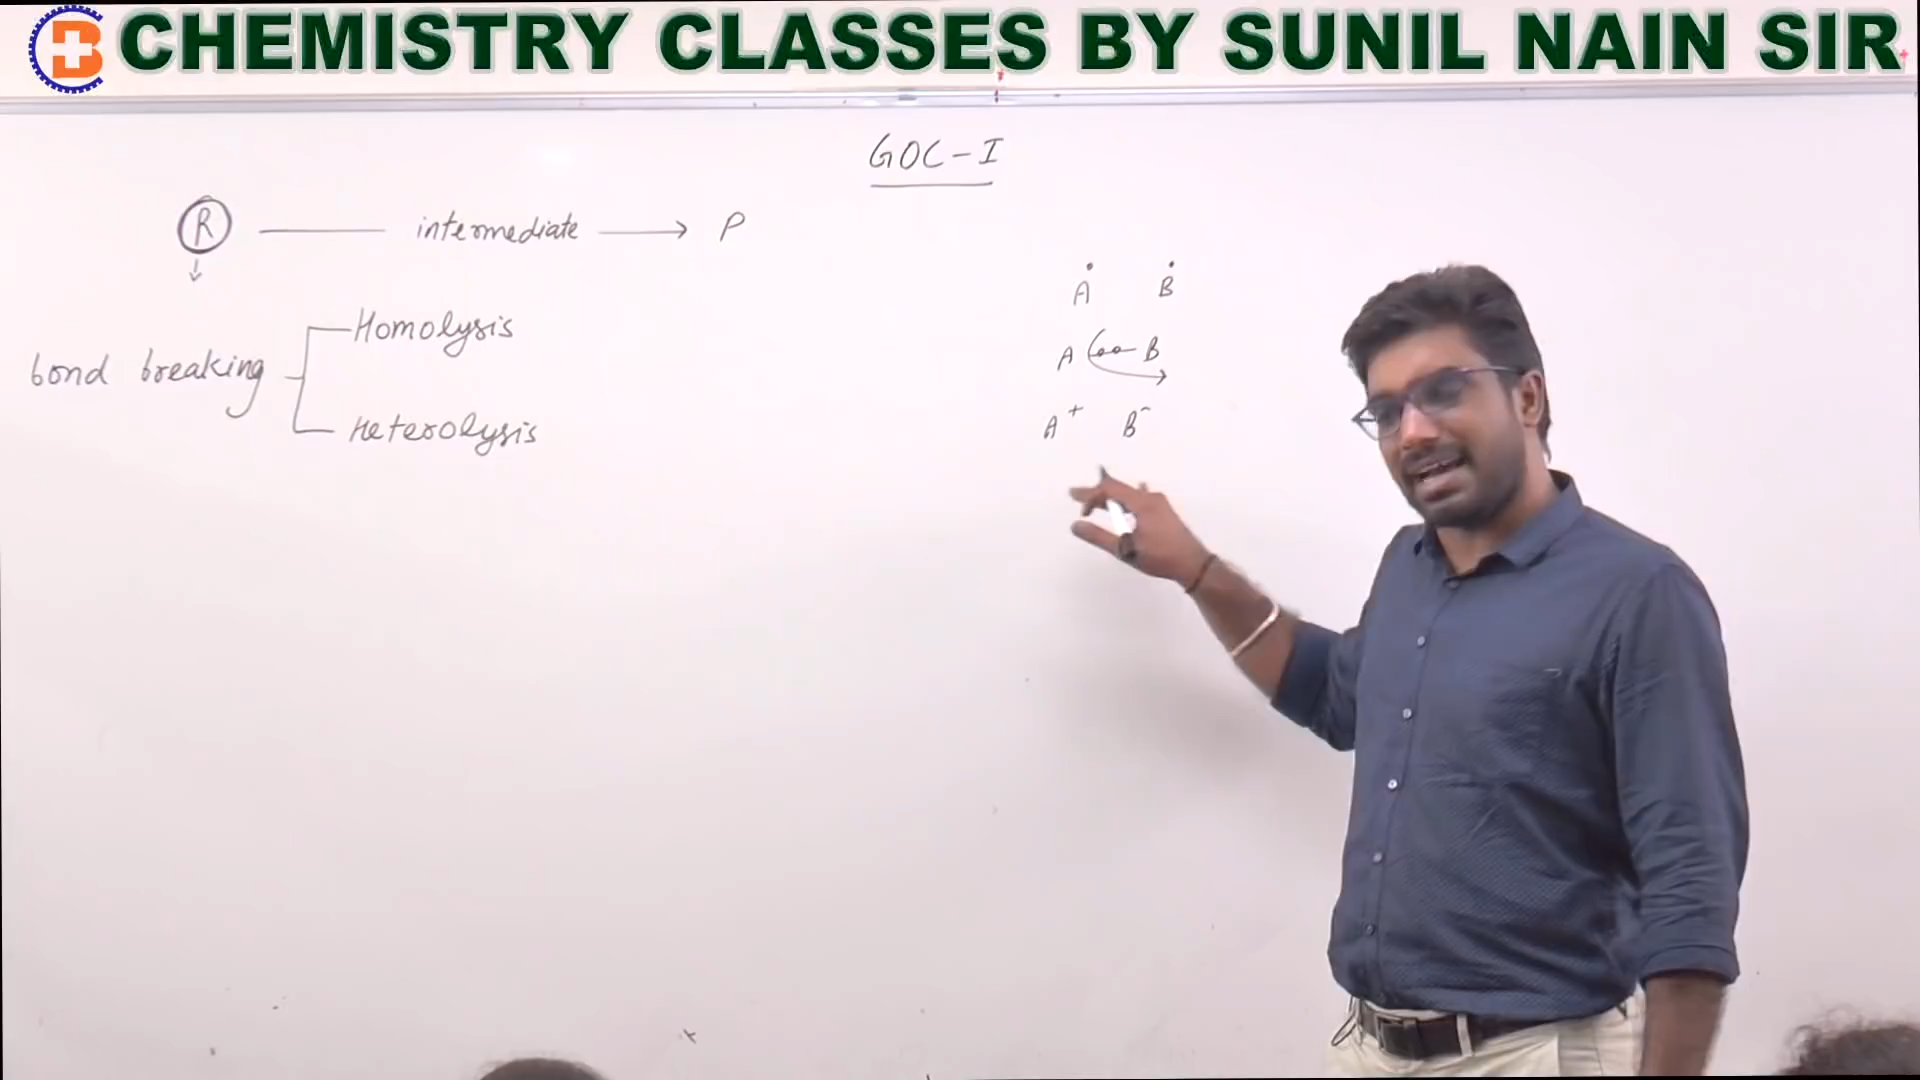 B CHEMISTRY CLASSES BY SUNIL NAIN SIR
GOC-I
R intermediate → P
↓
bond breaking
Homolysis
Heterolysis
Ȧ Ḃ
A B
A⁺ B⁻